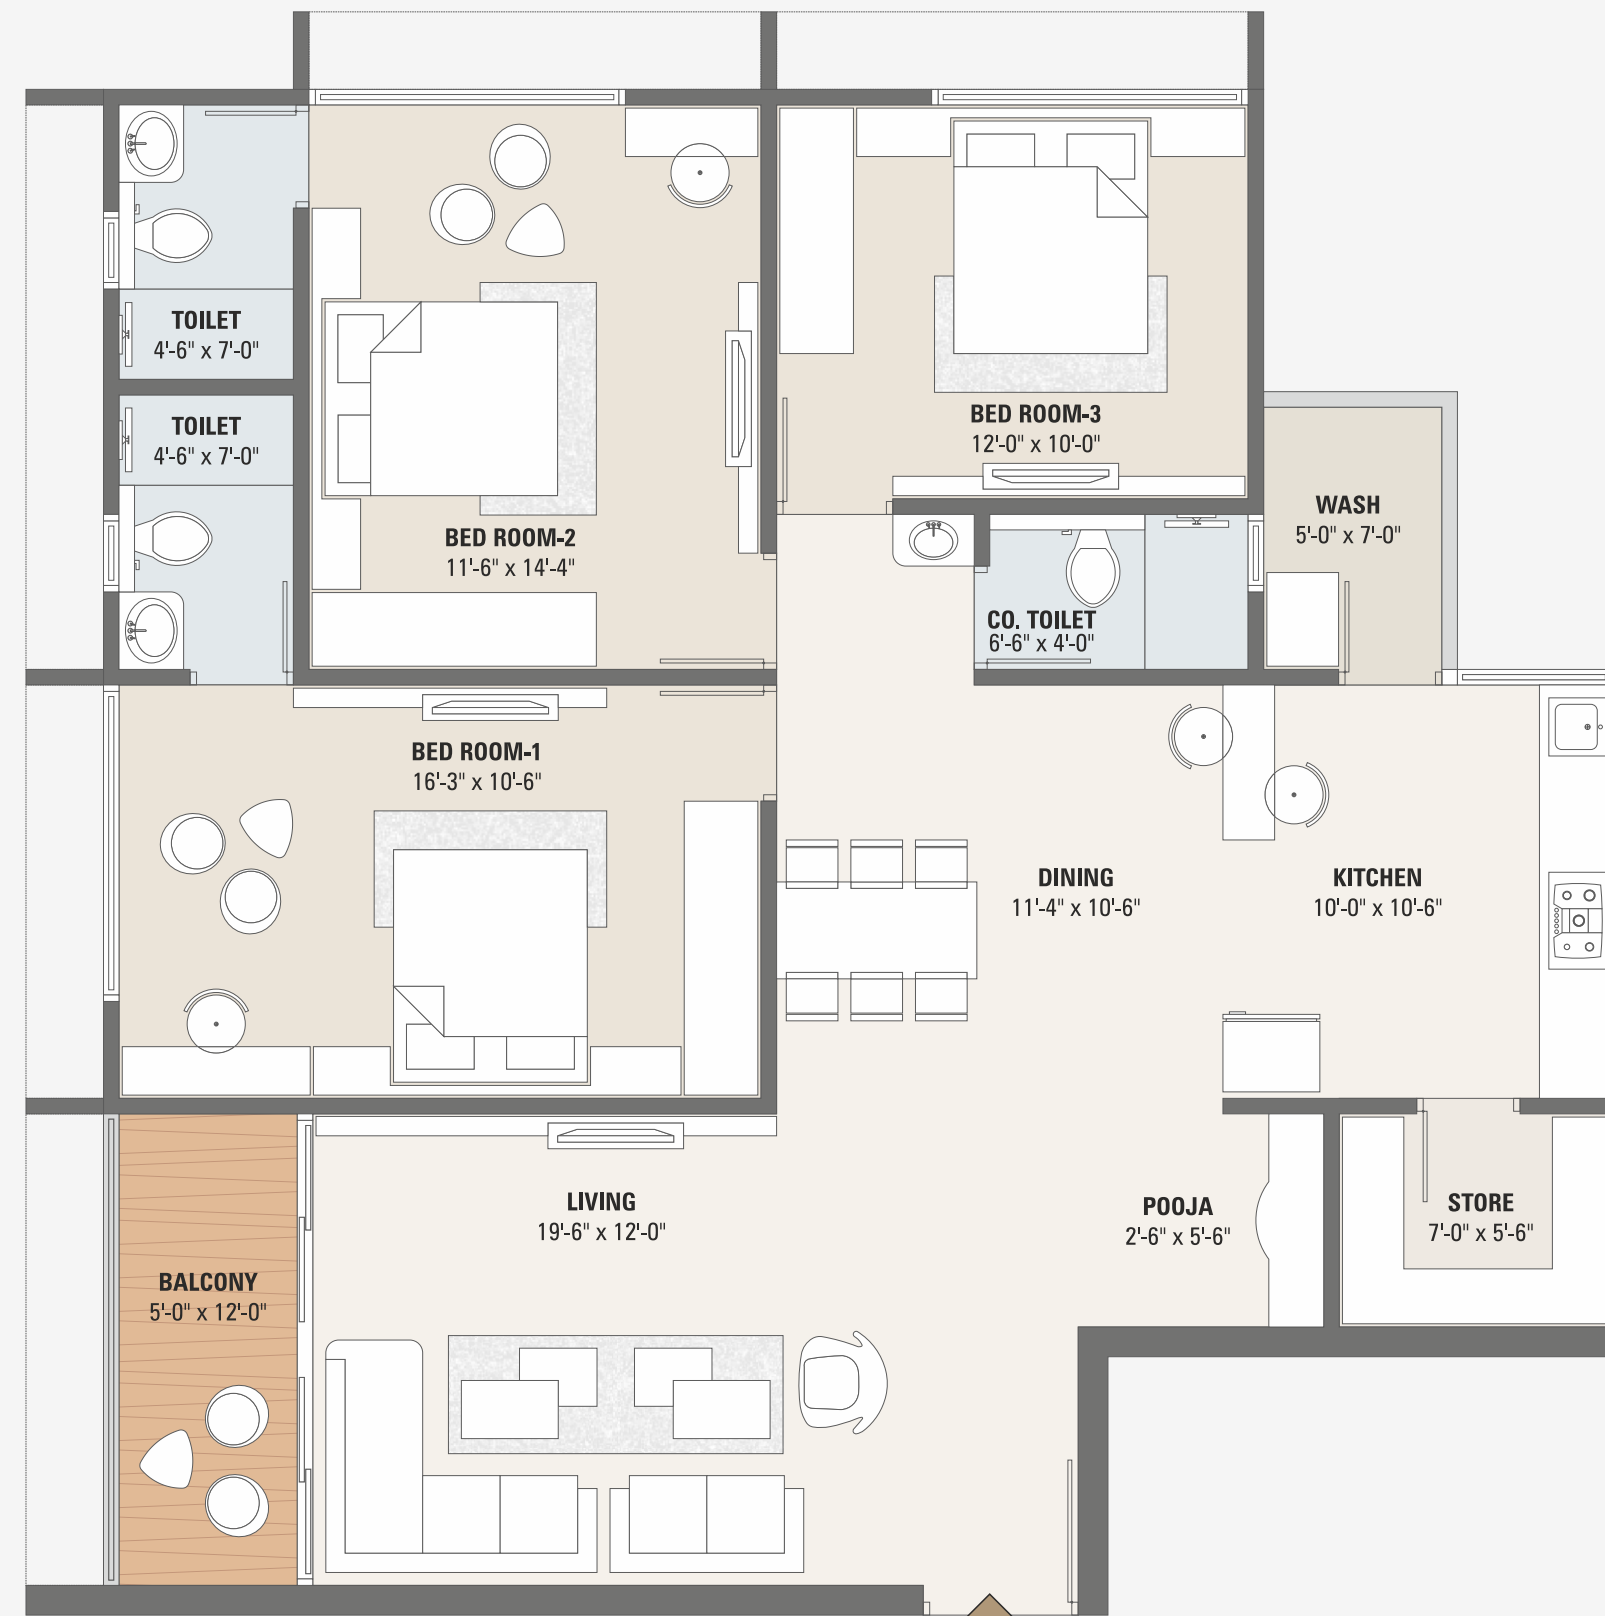 TOILET
4'-6" x 7'-0"
TOILET
4'-6" x 7'-0"
BED ROOM-2
11'-6" x 14'-4"
BED ROOM-3
12'-0" x 10'-0"
WASH
5'-0" x 7'-0"
CO. TOILET
6'-6" x 4'-0"
BED ROOM-1
16'-3" x 10'-6"
DINING
11'-4" x 10'-6"
KITCHEN
10'-0" x 10'-6"
LIVING
19'-6" x 12'-0"
POOJA
2'-6" x 5'-6"
STORE
7'-0" x 5'-6"
BALCONY
5'-0" x 12'-0"